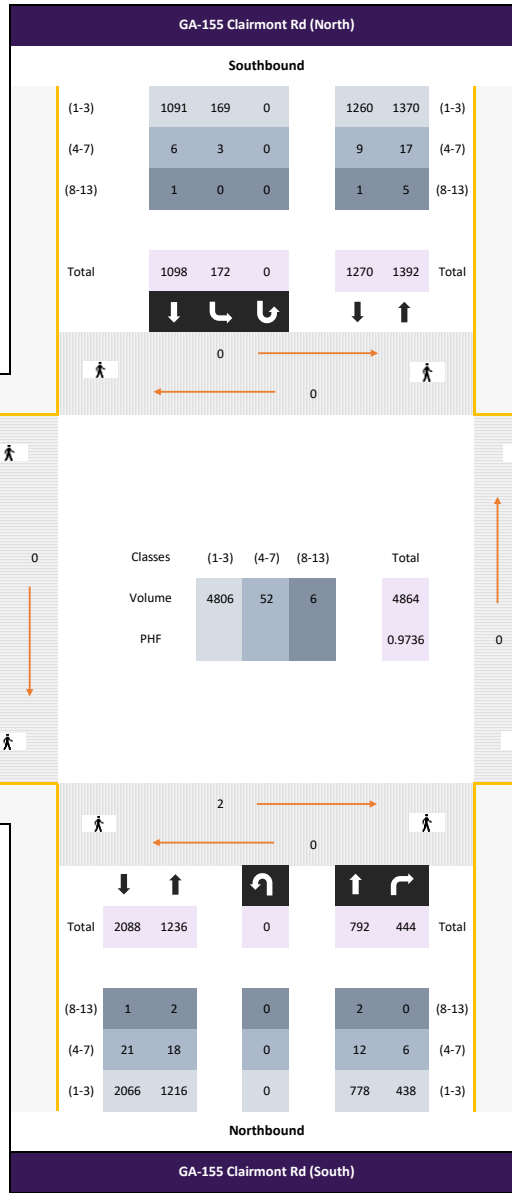 GA-155 Clairmont Rd (North)
Southbound
(1-3) 1091 169 0 1260 1370 (1-3)
(4-7) 6 3 0 9 17 (4-7)
(8-13) 1 0 0 1 5 (8-13)
Total 1098 172 0 1270 1392 Total
0
0
0
Classes (1-3) (4-7) (8-13) Total
Volume 4806 52 6 4864
PHF 0.9736
0
2
0
Total 2088 1236 0 792 444 Total
(8-13) 1 2 0 2 0 (8-13)
(4-7) 21 18 0 12 6 (4-7)
(1-3) 2066 1216 0 778 438 (1-3)
Northbound
GA-155 Clairmont Rd (South)